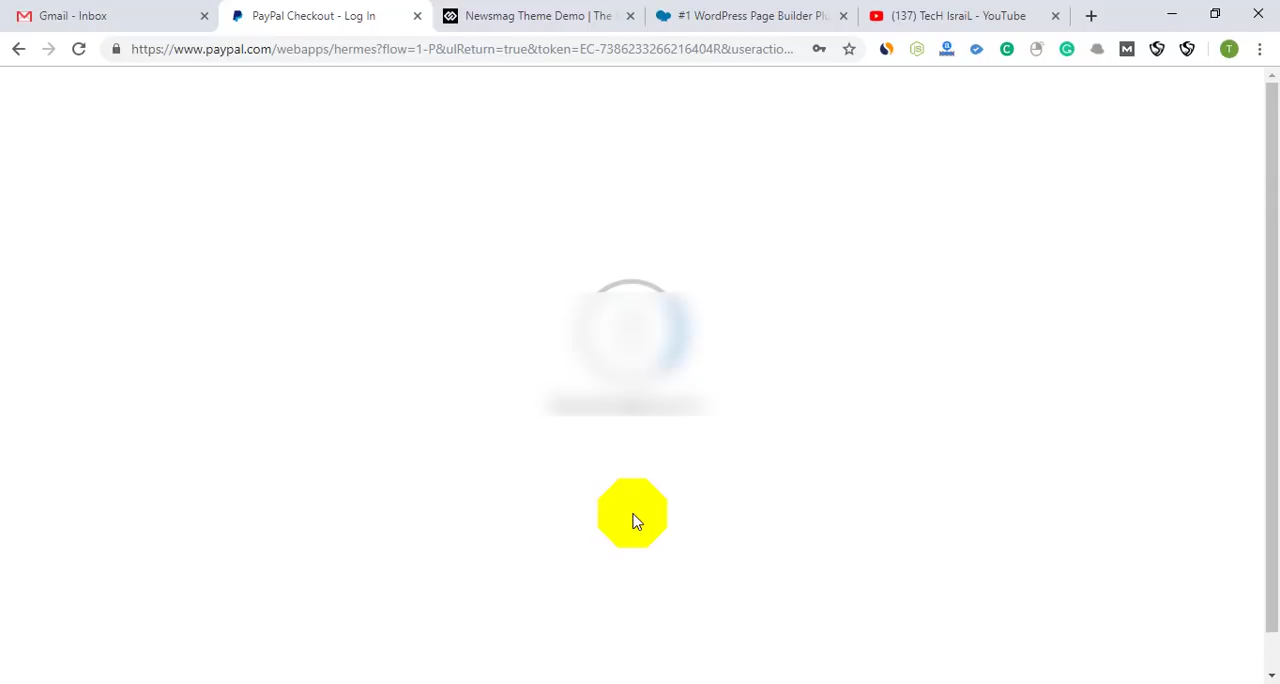 Gmail - Inbox
PayPal Checkout - Log In
Newsmag Theme Demo | The
#1 Wordpress Page Builder Plu
(137) TecH IsraiL - YouTube
https://www.paypal.com/webapps/hermes?flow=1-P&ulReturn=true&token=EC-7386233266216404R&useractio...
T